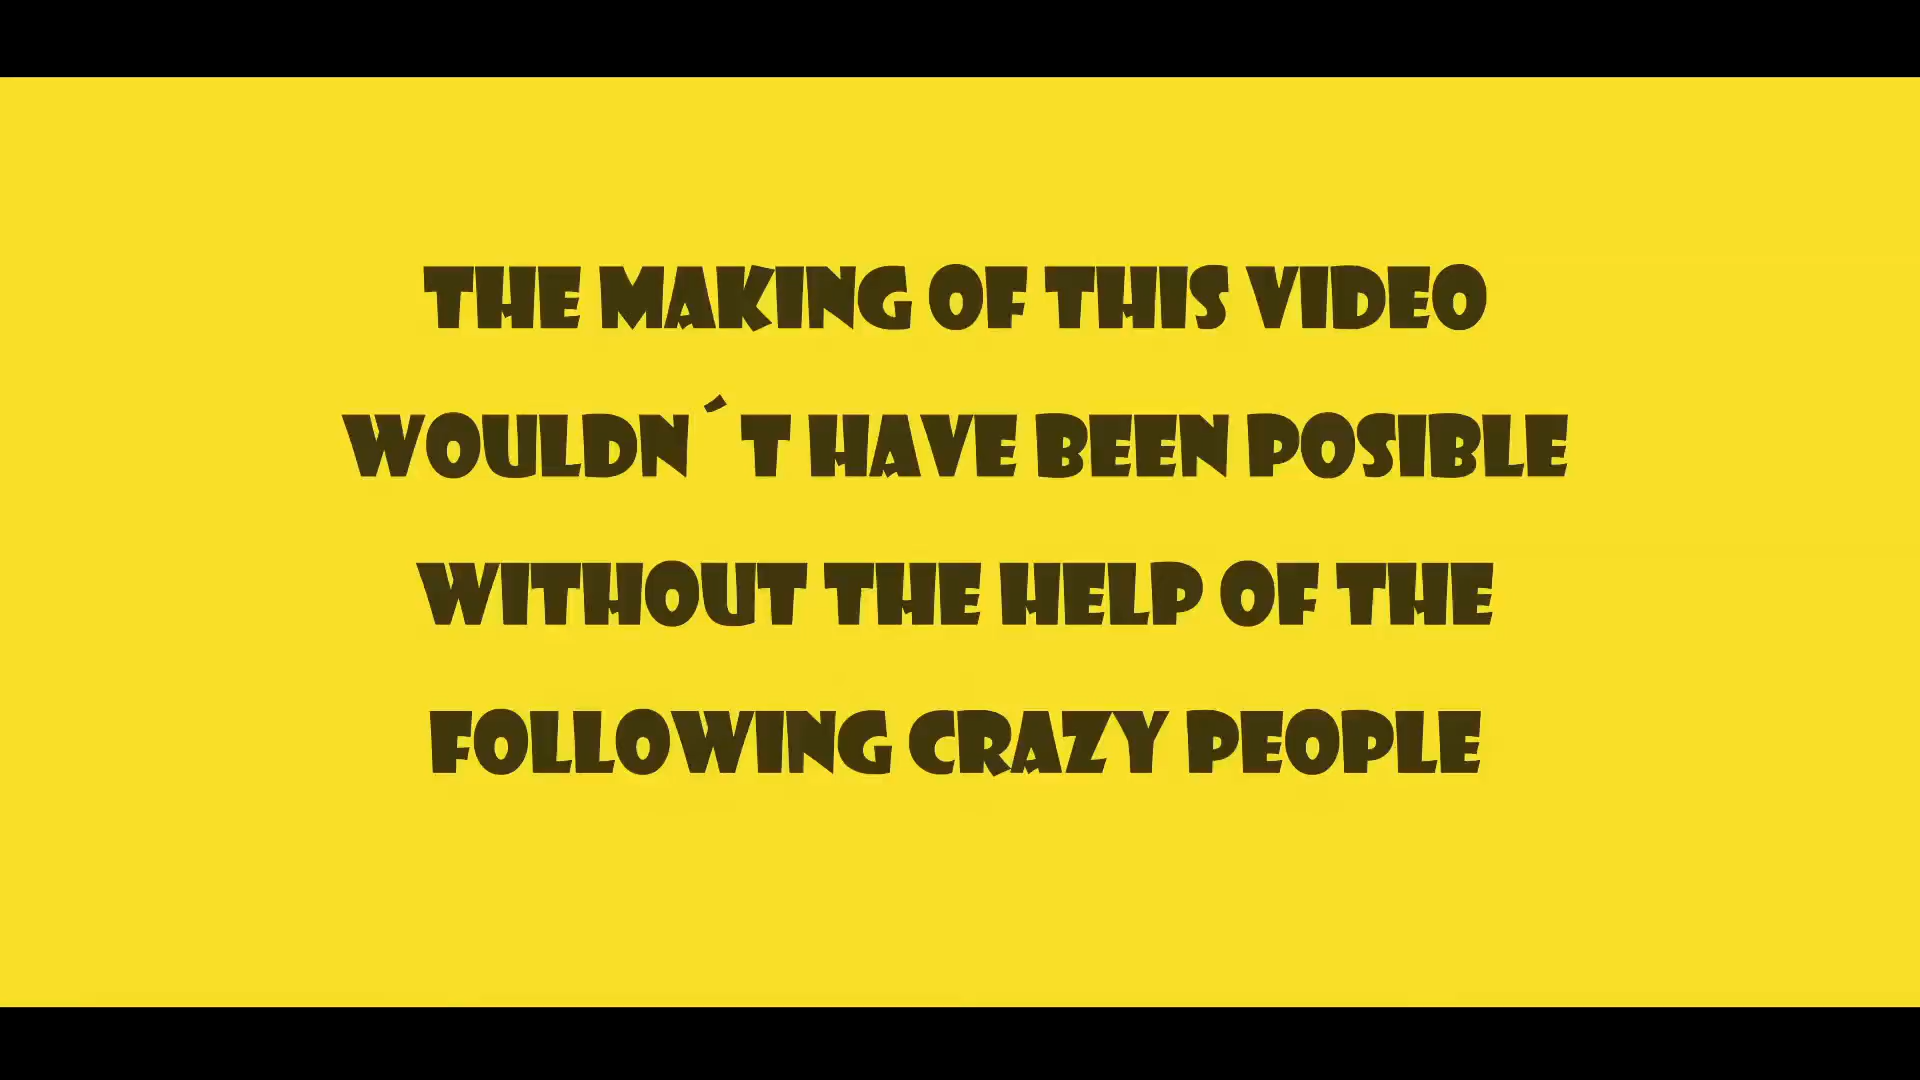 THE MAKING OF THIS VIDEO
WOULDN´T HAVE BEEN POSIBLE
WITHOUT THE HELP OF THE
FOLLOWING CRAZY PEOPLE